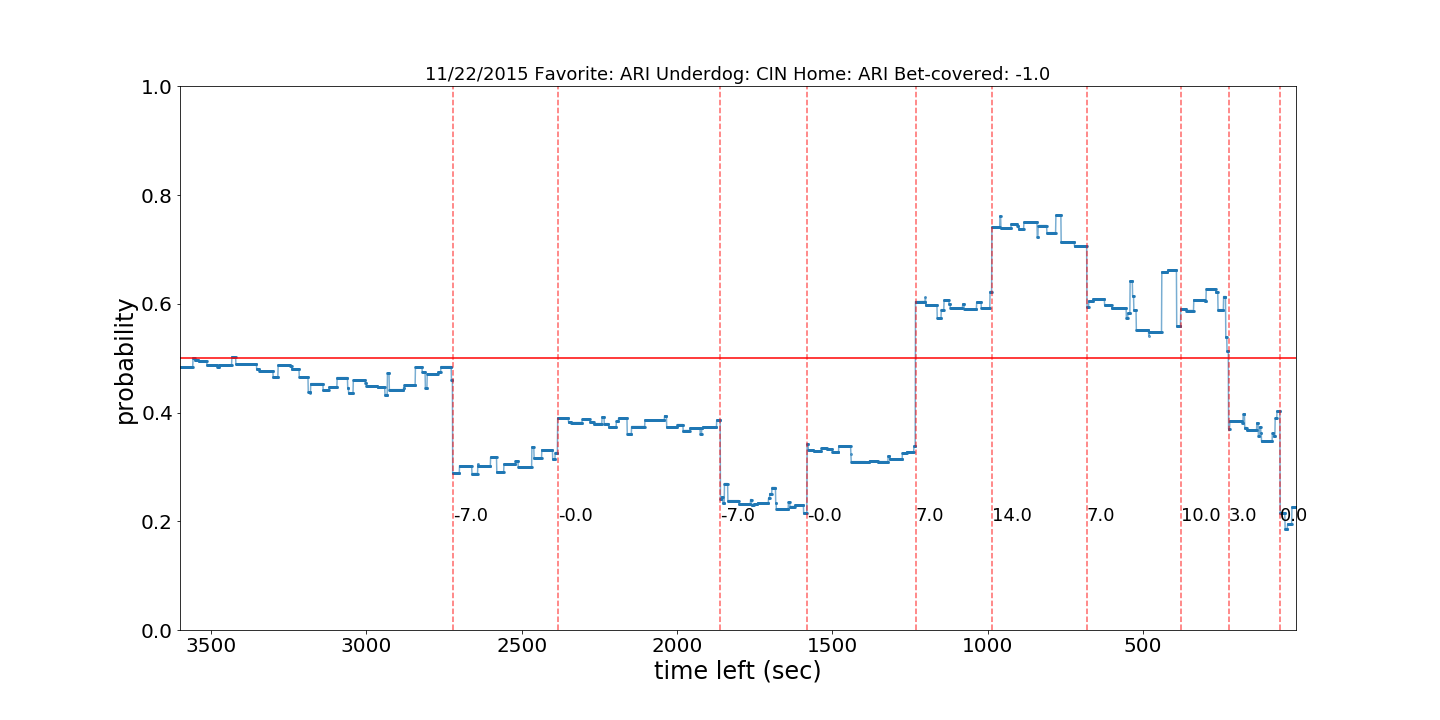 11/22/2015 Favorite: ARI Underdog: CIN Home: ARI Bet-covered: -1.0
probability
1.0
0.8
0.6
0.4
0.2
0.0
-7.0 -0.0 -7.0 -0.0 7.0 14.0 7.0 10.0 3.0 0.0
3500 3000 2500 2000 1500 1000 500
time left (sec)